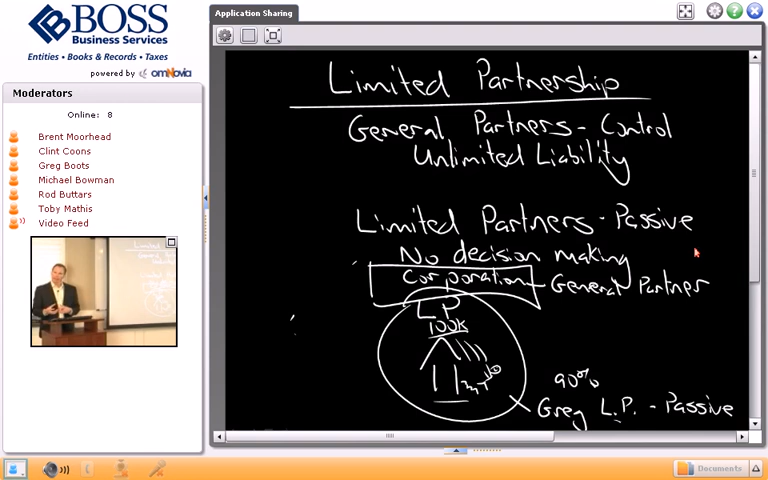 BOSS
Business Services
Entities • Books & Records • Taxes
powered by omNovia
Moderators
Online: 8
Brent Moorhead
Clint Coons
Greg Boots
Michael Bowman
Rod Buttars
Toby Mathis
Video Feed
Application Sharing
Limited Partnership
General Partners - Control
Unlimited Liability
Limited Partners - Passive
No decision making
Corporation - General Partner
LP
100k
90%
Greg L.P. - Passive
Documents